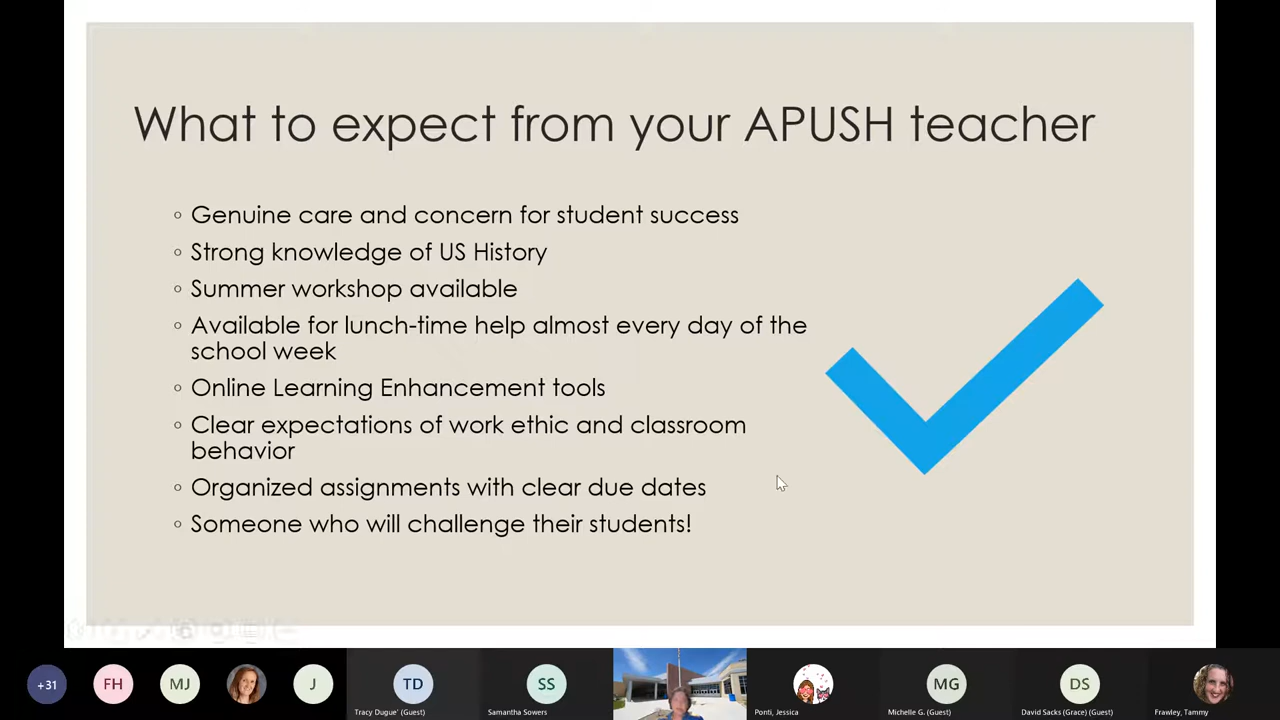 What to expect from your APUSH teacher
◦ Genuine care and concern for student success
◦ Strong knowledge of US History
◦ Summer workshop available
◦ Available for lunch-time help almost every day of the
school week
◦ Online Learning Enhancement tools
◦ Clear expectations of work ethic and classroom
behavior
◦ Organized assignments with clear due dates
◦ Someone who will challenge their students!
+31
FH
MJ
J
TD
SS
MG
DS
Tracy Dugue' (Guest)
Samantha Sowers
Ponti, Jessica
Michelle G. (Guest)
David Sacks (Grace) (Guest)
Frawley, Tammy